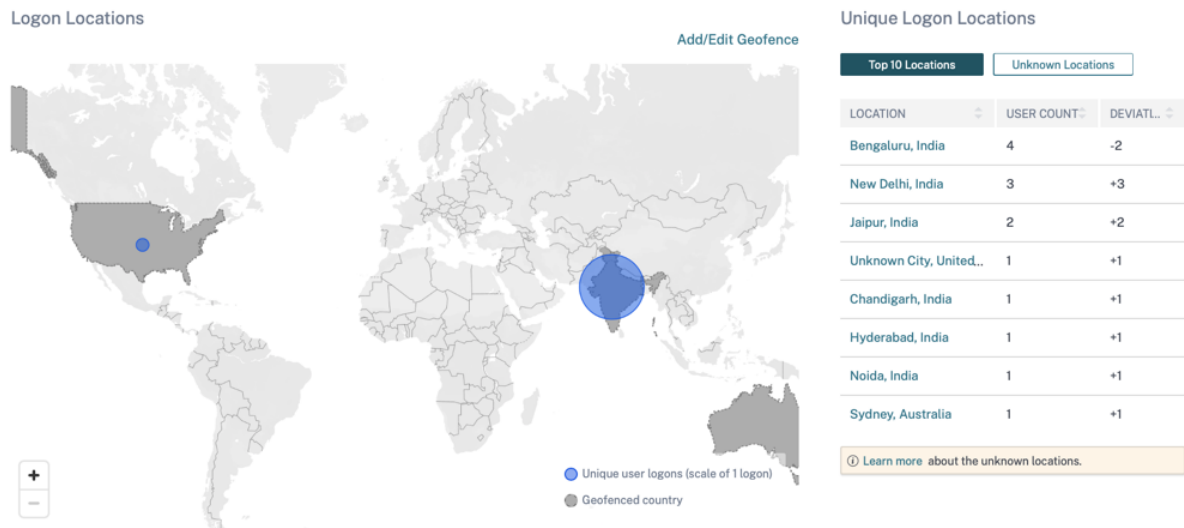 Logon Locations
Add/Edit Geofence
+
−
Unique user logons (scale of 1 logon)
Geofenced country
Unique Logon Locations
Top 10 Locations
Unknown Locations
LOCATION USER COUNT DEVIATI...
Bengaluru, India 4 -2
New Delhi, India 3 +3
Jaipur, India 2 +2
Unknown City, United... 1 +1
Chandigarh, India 1 +1
Hyderabad, India 1 +1
Noida, India 1 +1
Sydney, Australia 1 +1
Learn more about the unknown locations.